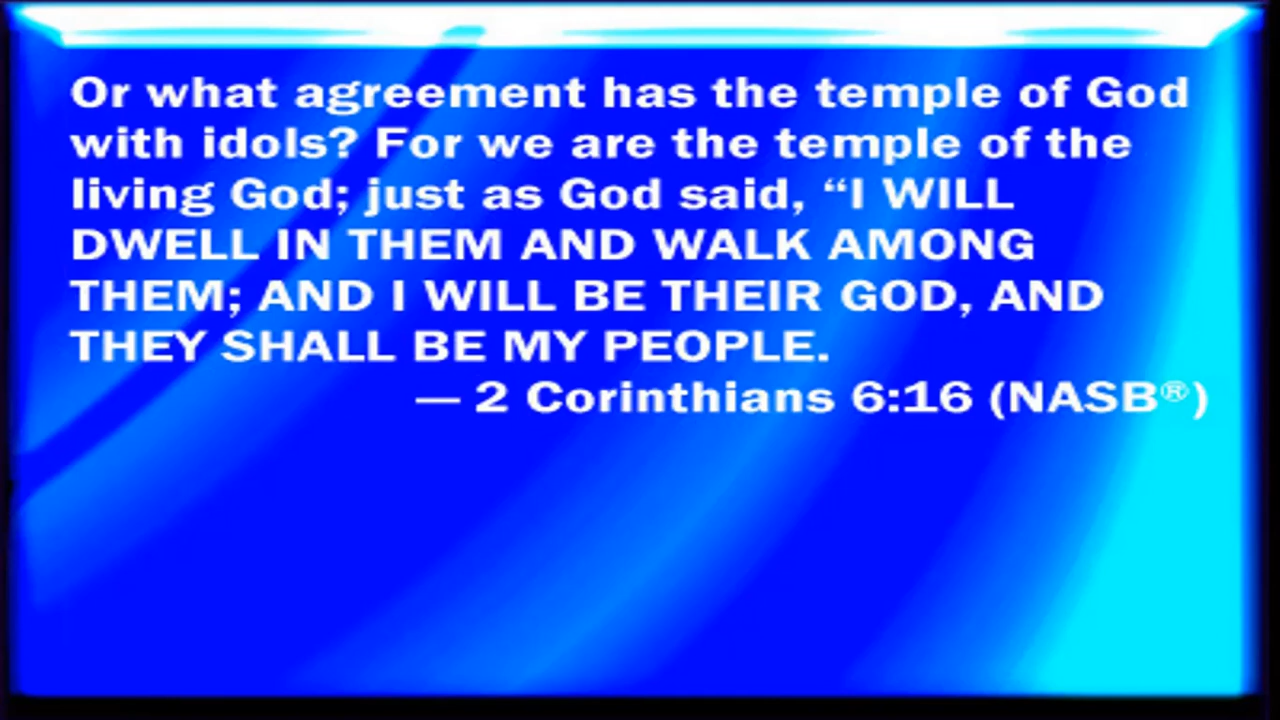 Or what agreement has the temple of God
with idols? For we are the temple of the
living God; just as God said, “I WILL
DWELL IN THEM AND WALK AMONG
THEM; AND I WILL BE THEIR GOD, AND
THEY SHALL BE MY PEOPLE.
— 2 Corinthians 6:16 (NASB®)